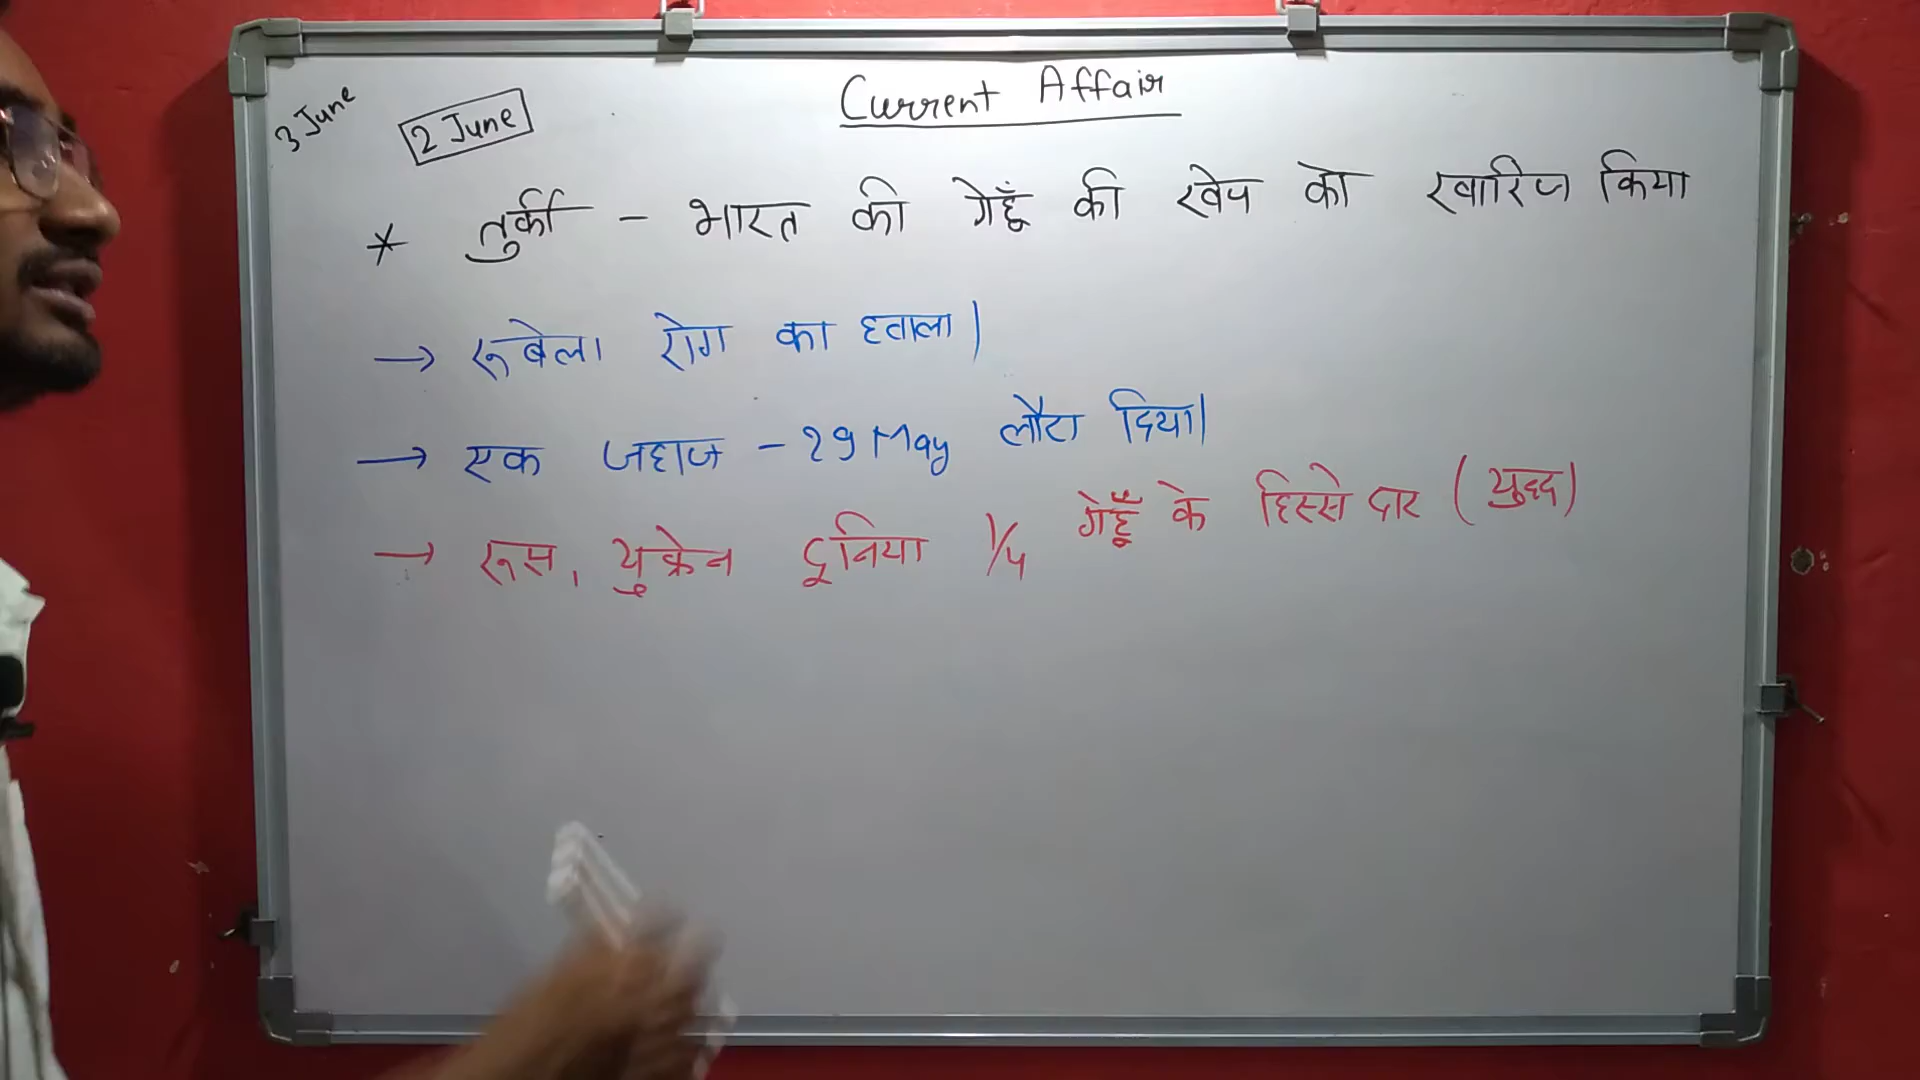 Current Affair
3 June
2 June
* तुर्की - भारत की गेहूँ की खेप को खारिज किया
→ रूबेला रोग का हवाला।
→ एक जहाज - 29 May लौटा दिया।
→ रूस, युक्रेन दूनिया 1/4 गेहूँ के हिस्से दार (युद्ध)